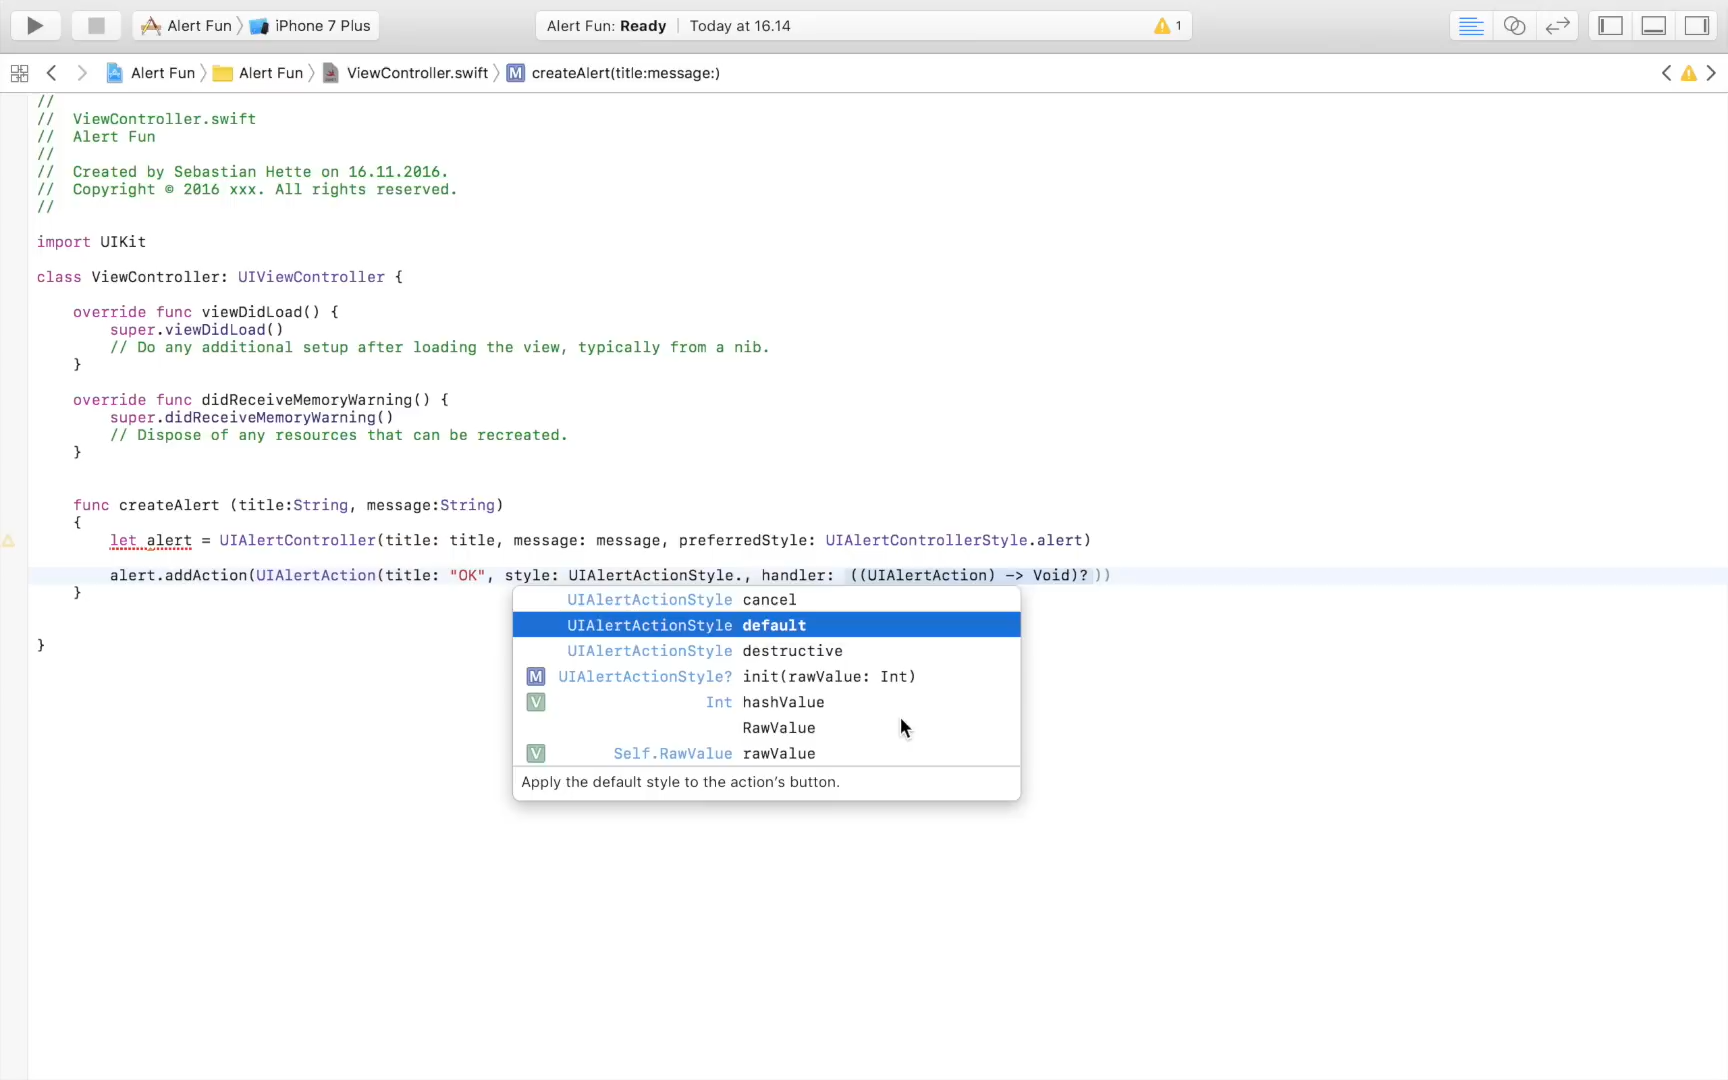 Alert Fun iPhone 7 Plus
Alert Fun: Ready Today at 16.14 1
Alert Fun Alert Fun ViewController.swift M createAlert(title:message:)
//
// ViewController.swift
// Alert Fun
//
// Created by Sebastian Hette on 16.11.2016.
// Copyright © 2016 xxx. All rights reserved.
//
import UIKit
class ViewController: UIViewController {
override func viewDidLoad() {
super.viewDidLoad()
// Do any additional setup after loading the view, typically from a nib.
}
override func didReceiveMemoryWarning() {
super.didReceiveMemoryWarning()
// Dispose of any resources that can be recreated.
}
func createAlert (title:String, message:String)
{
let alert = UIAlertController(title: title, message: message, preferredStyle: UIAlertControllerStyle.alert)
alert.addAction(UIAlertAction(title: "OK", style: UIAlertActionStyle., handler: ((UIAlertAction) -> Void)?))
}
UIAlertActionStyle cancel
UIAlertActionStyle default
UIAlertActionStyle destructive
M UIAlertActionStyle? init(rawValue: Int)
V Int hashValue
RawValue
V Self.RawValue rawValue
Apply the default style to the action's button.
}